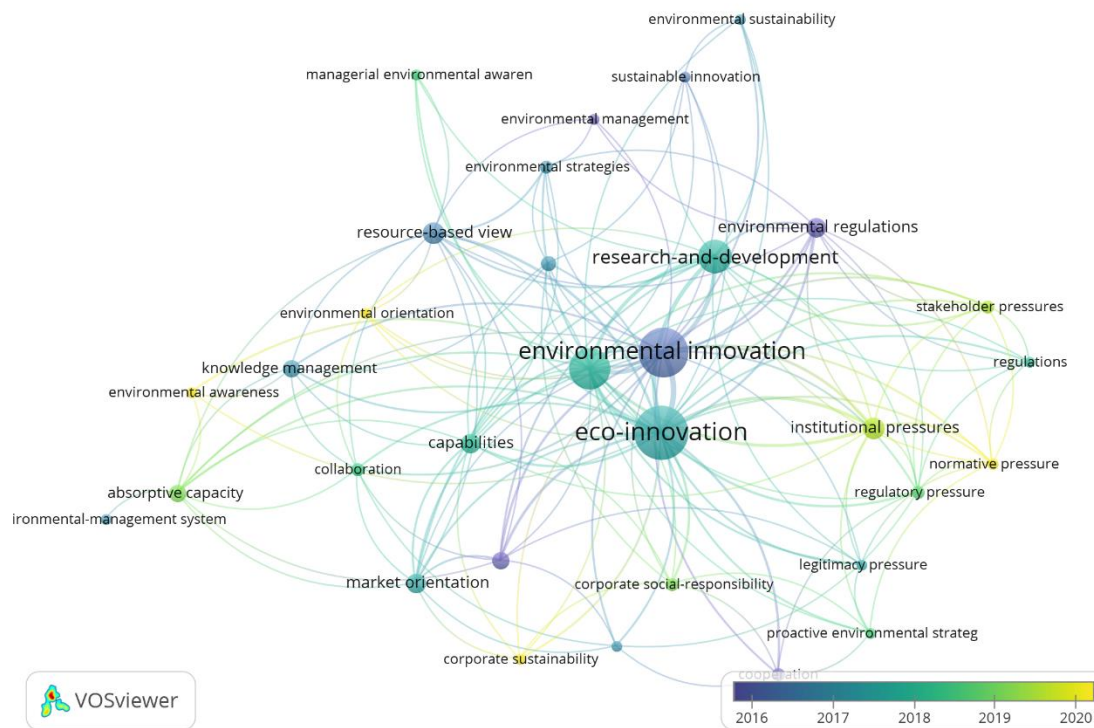 environmental sustainability
managerial environmental awaren
sustainable innovation
environmental management
environmental strategies
environmental regulations
resource-based view
research-and-development
stakeholder pressures
environmental orientation
environmental innovation
regulations
knowledge management
environmental awareness
eco-innovation
institutional pressures
capabilities
normative pressure
collaboration
absorptive capacity
regulatory pressure
ironmental-management system
legitimacy pressure
market orientation
corporate social-responsibility
proactive environmental strateg
corporate sustainability
cooperation
VOSviewer
2016 2017 2018 2019 2020